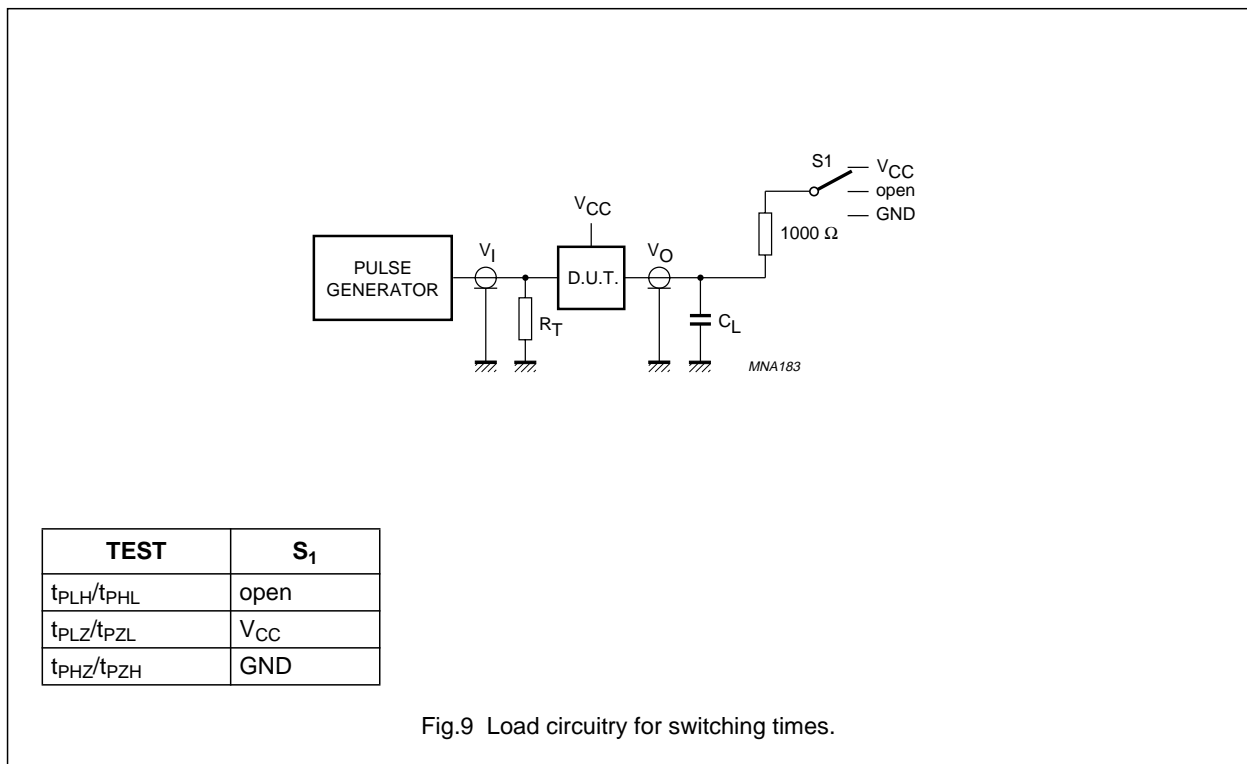 S1
VCC
open
GND
VCC
1000 Ω
PULSE
GENERATOR
VI
D.U.T.
VO
RT
CL
MNA183
TEST S1
tPLH/tPHL open
tPLZ/tPZL VCC
tPHZ/tPZH GND
Fig.9 Load circuitry for switching times.